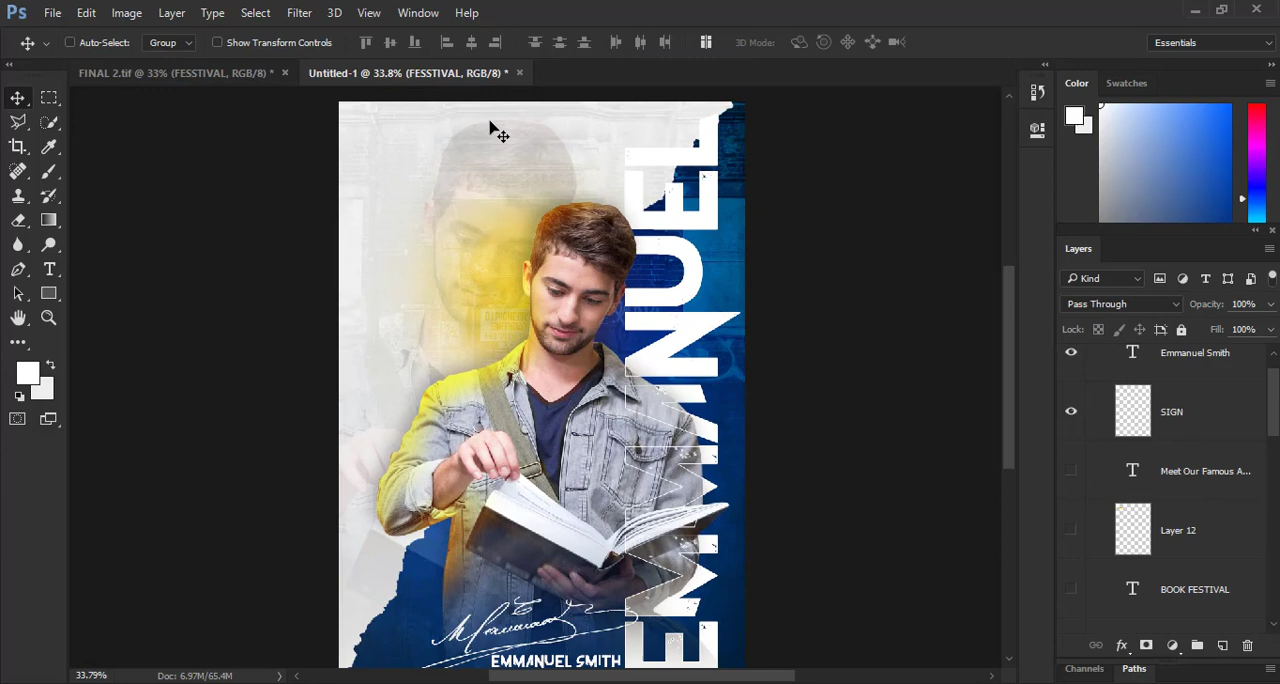 Ps File Edit Image Layer Type Select Filter 3D View Window Help
Auto-Select: Group Show Transform Controls 3D Mode: Essentials
FINAL 2.tif @ 33% (FESSTIVAL, RGB/8) * × Untitled-1 @ 33.8% (FESSTIVAL, RGB/8) * ×
Color Swatches
EMMANUEL
EMMANUEL SMITH
Layers
Kind
Pass Through Opacity: 100%
Lock: Fill: 100%
T Emmanuel Smith
SIGN
T Meet Our Famous A...
Layer 12
T BOOK FESTIVAL
fx
Channels Paths
33.79% Doc: 6.97M/65.4M